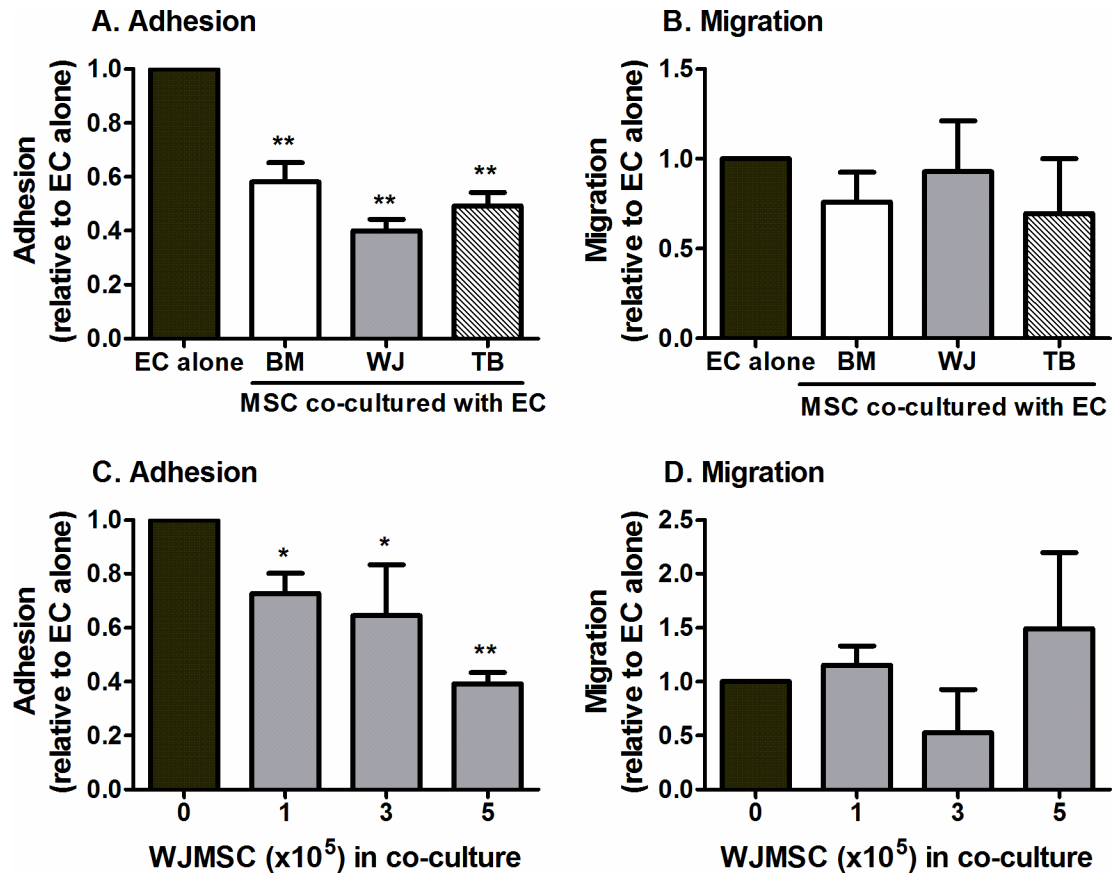 A. Adhesion
Adhesion
(relative to EC alone)
1.0
0.8
0.6
0.4
0.2
0.0
**
**
**
EC alone BM WJ TB
MSC co-cultured with EC
B. Migration
Migration
(relative to EC alone)
1.5
1.0
0.5
0.0
EC alone BM WJ TB
MSC co-cultured with EC
C. Adhesion
Adhesion
(relative to EC alone)
1.0
0.8
0.6
0.4
0.2
0.0
*
*
**
0 1 3 5
WJMSC (x10⁵) in co-culture
D. Migration
Migration
(relative to EC alone)
2.5
2.0
1.5
1.0
0.5
0.0
0 1 3 5
WJMSC (x10⁵) in co-culture